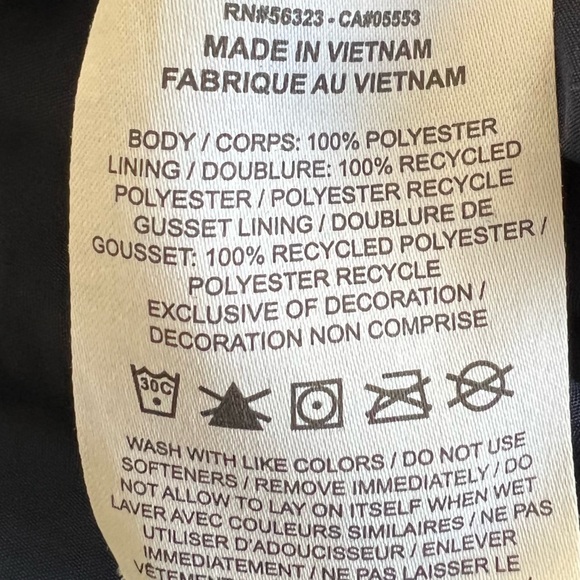 RN#56323 - CA#05553
MADE IN VIETNAM
FABRIQUE AU VIETNAM
BODY / CORPS: 100% POLYESTER
LINING / DOUBLURE: 100% RECYCLED
POLYESTER / POLYESTER RECYCLE
GUSSET LINING / DOUBLURE DE
GOUSSET: 100% RECYCLED POLYESTER /
POLYESTER RECYCLE
EXCLUSIVE OF DECORATION /
DECORATION NON COMPRISE
30C
WASH WITH LIKE COLORS / DO NOT USE
SOFTENERS / REMOVE IMMEDIATELY / DO
NOT ALLOW TO LAY ON ITSELF WHEN WET
LAVER AVEC COULEURS SIMILAIRES / NE PAS
UTILISER D'ADOUCISSEUR / ENLEVER
IMMEDIATEMENT / NE PAS LAISSER LE